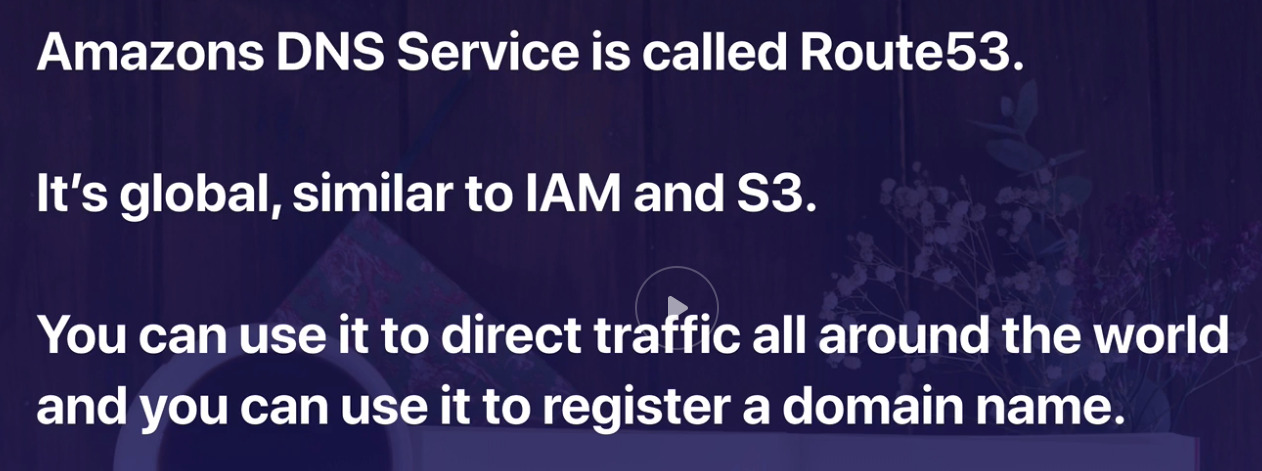 Amazons DNS Service is called Route53.
It’s global, similar to IAM and S3.
You can use it to direct traffic all around the world
and you can use it to register a domain name.